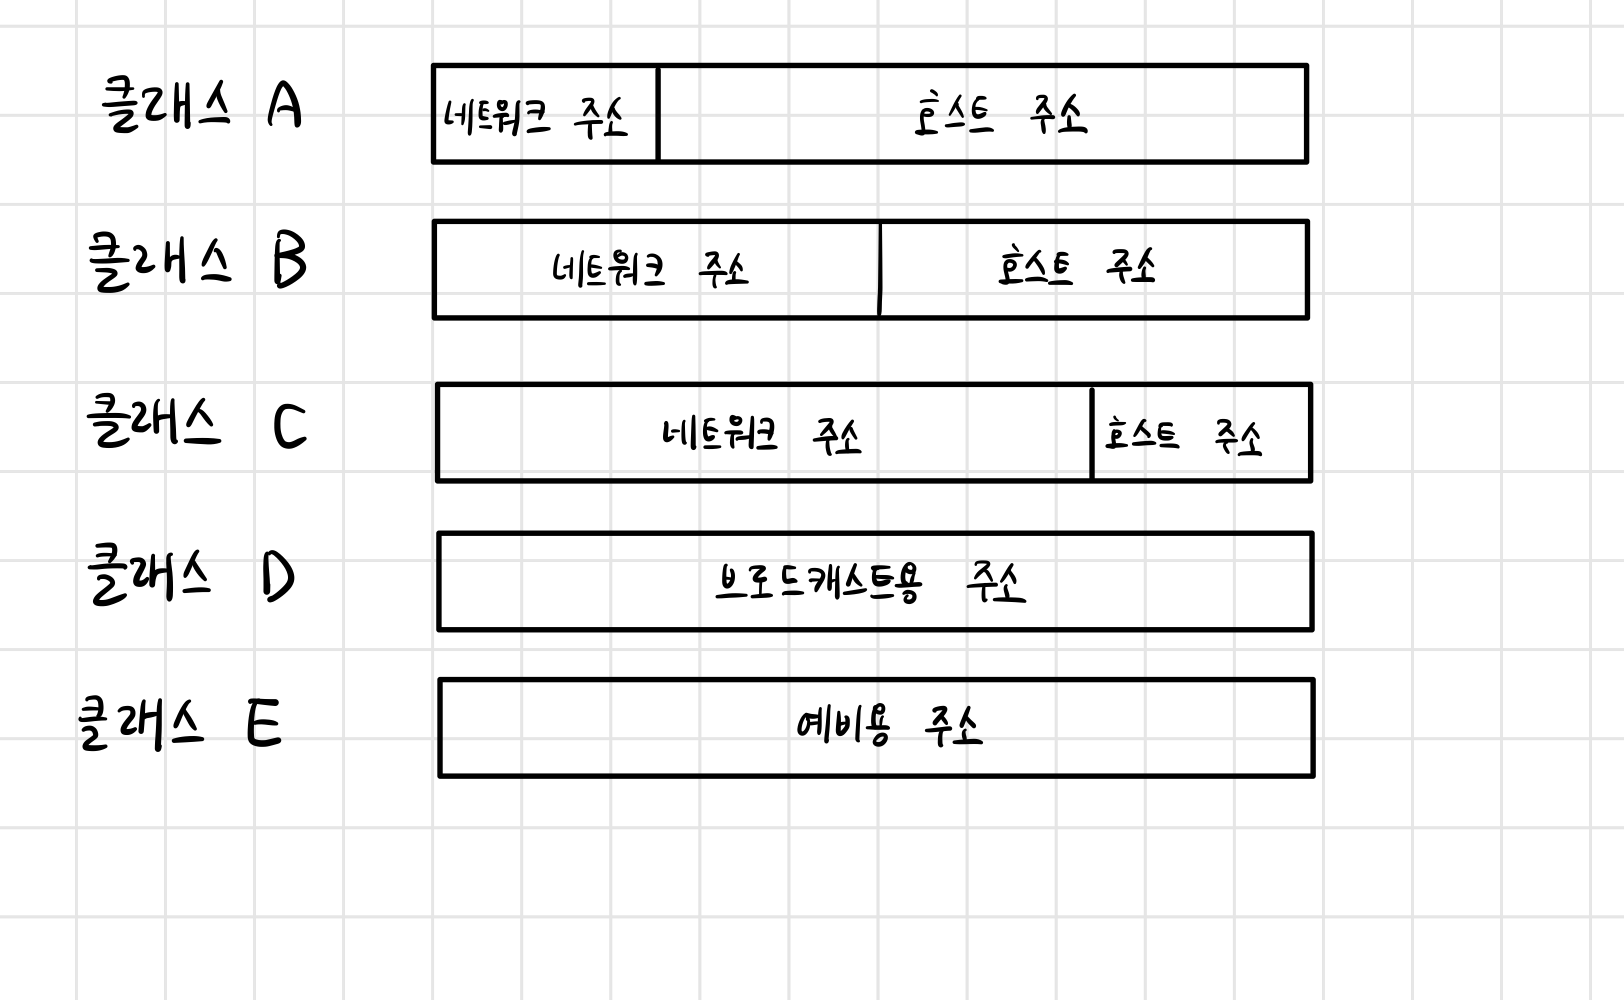 클래스 A 네트워크 주소 호스트 주소
클래스 B 네트워크 주소 호스트 주소
클래스 C 네트워크 주소 호스트 주소
클래스 D 브로드캐스트용 주소
클래스 E 예비용 주소